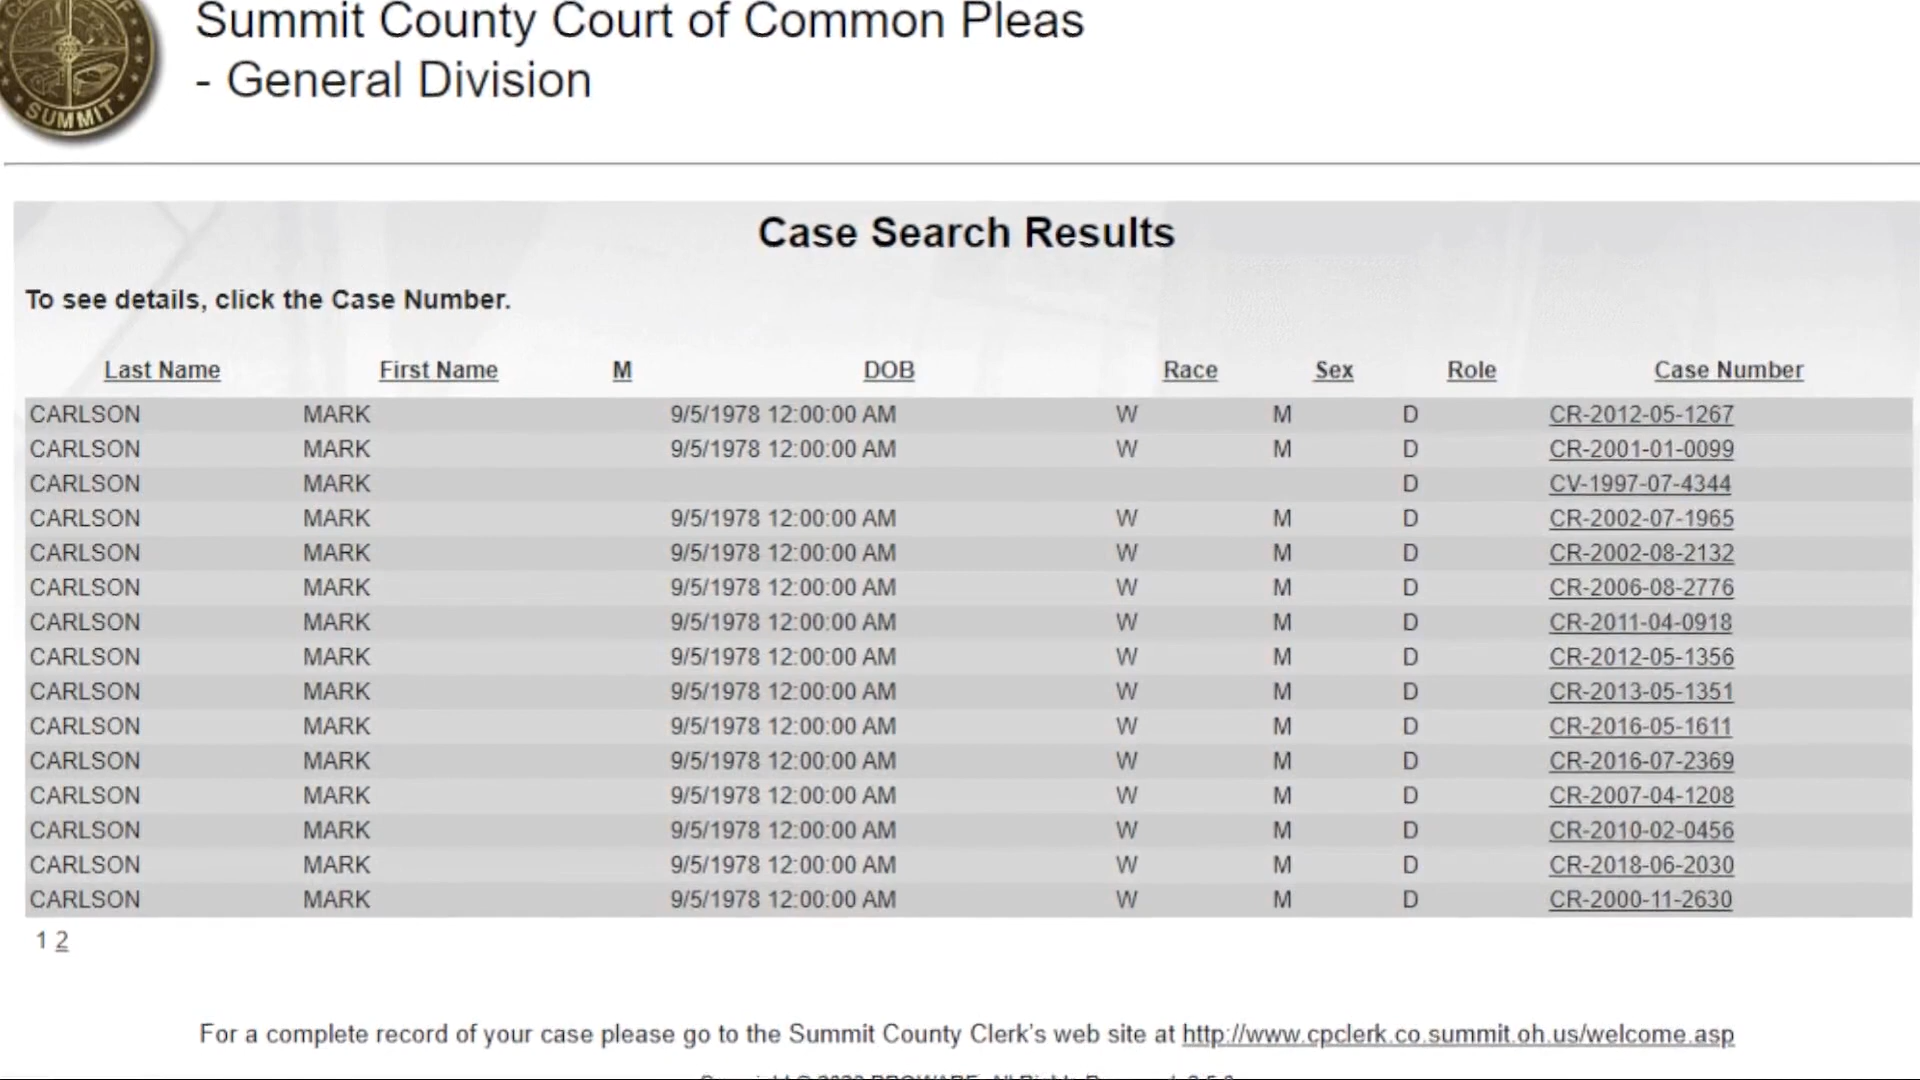 Summit County Court of Common Pleas
- General Division
SUMMIT
Case Search Results
To see details, click the Case Number.
Last Name First Name M DOB Race Sex Role Case Number
CARLSON MARK 9/5/1978 12:00:00 AM W M D CR-2012-05-1267
CARLSON MARK 9/5/1978 12:00:00 AM W M D CR-2001-01-0099
CARLSON MARK D CV-1997-07-4344
CARLSON MARK 9/5/1978 12:00:00 AM W M D CR-2002-07-1965
CARLSON MARK 9/5/1978 12:00:00 AM W M D CR-2002-08-2132
CARLSON MARK 9/5/1978 12:00:00 AM W M D CR-2006-08-2776
CARLSON MARK 9/5/1978 12:00:00 AM W M D CR-2011-04-0918
CARLSON MARK 9/5/1978 12:00:00 AM W M D CR-2012-05-1356
CARLSON MARK 9/5/1978 12:00:00 AM W M D CR-2013-05-1351
CARLSON MARK 9/5/1978 12:00:00 AM W M D CR-2016-05-1611
CARLSON MARK 9/5/1978 12:00:00 AM W M D CR-2016-07-2369
CARLSON MARK 9/5/1978 12:00:00 AM W M D CR-2007-04-1208
CARLSON MARK 9/5/1978 12:00:00 AM W M D CR-2010-02-0456
CARLSON MARK 9/5/1978 12:00:00 AM W M D CR-2018-06-2030
CARLSON MARK 9/5/1978 12:00:00 AM W M D CR-2000-11-2630
1 2
For a complete record of your case please go to the Summit County Clerk's web site at http://www.cpclerk.co.summit.oh.us/welcome.asp